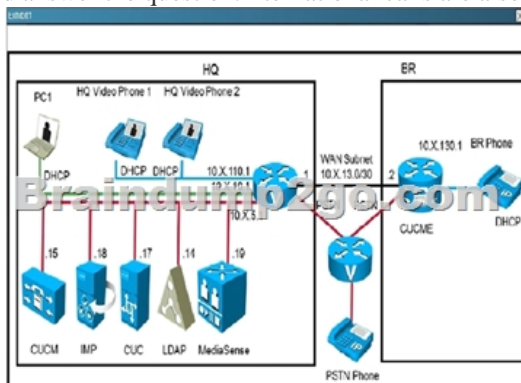 Exhibit1
HQ
BR
PC1
HQ Video Phone 1
HQ Video Phone 2
BR Phone
DHCP
DHCP
DHCP
10.X.110.1
1
WAN Subnet
10.X.13.0/30
2
10.X.130.1
Braindump2go.com
10.X.5.
CUCME
DHCP
.15
.18
.17
.14
.19
V
IP
CUCM
IMP
CUC
LDAP
MediaSense
PSTN Phone